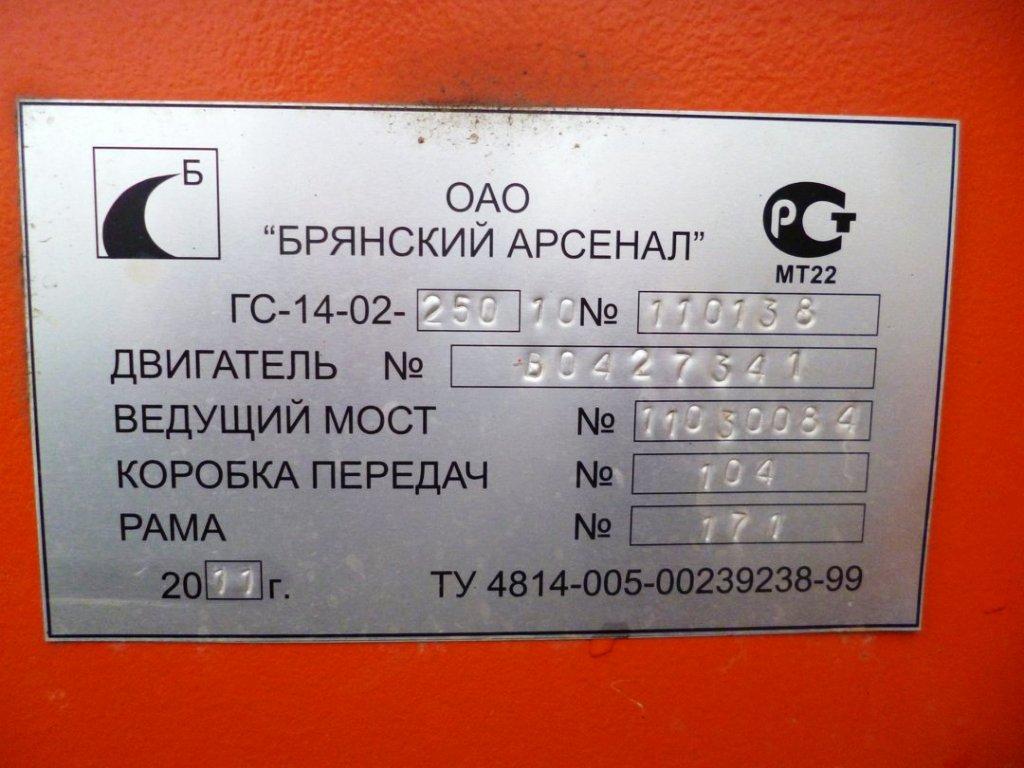 Б
ОАО
"БРЯНСКИЙ АРСЕНАЛ"
РСТ
МТ22
ГС-14-02-250 10№ 110138
ДВИГАТЕЛЬ № В0427341
ВЕДУЩИЙ МОСТ № 11030084
КОРОБКА ПЕРЕДАЧ № 104
РАМА № 171
2011г. ТУ 4814-005-00239238-99